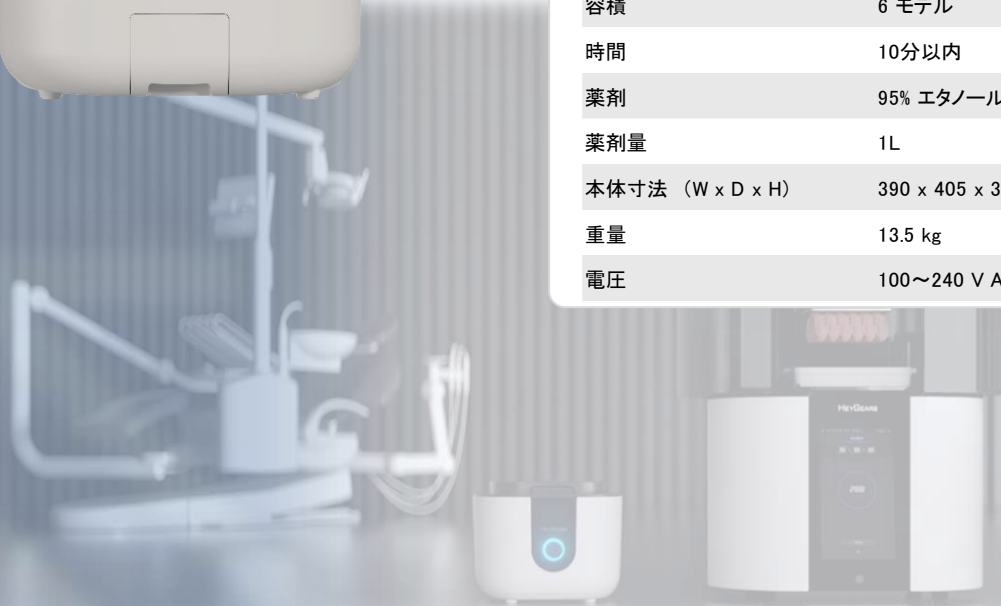 容積 6 モデル
時間 10分以内
薬剤 95% エタノール
薬剤量 1L
本体寸法 （W x D x H） 390 x 405 x 3
重量 13.5 kg
電圧 100～240 V A
HEYGEARS